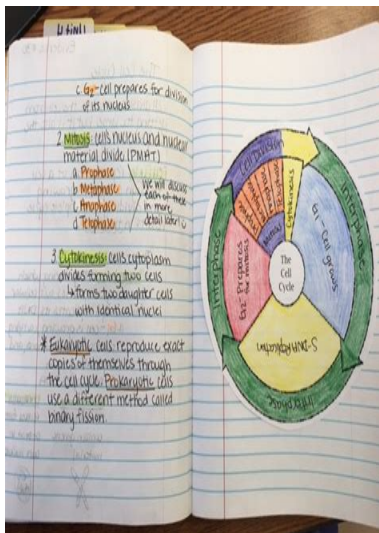 c. G2-cell prepares for division
of its nucleus
2. Mitosis: cells nucleus and nuclear
material divide (PMAT)
a. Prophase
b. Metaphase
c. Anaphase
d. Telophase
We will discuss
each of these
in more
detail later!
3. Cytokinesis: cells cytoplasm
divides forming two cells
↳ forms two daughter cells
with identical nuclei
* Eukaryotic cells reproduce exact
copies of themselves through
the cell cycle. Prokaryotic cells
use a different method called
binary fission.
Cell Division
Cytokinesis
Mitosis
Interphase
G1- Cell grows
The
Cell
Cycle
G2- Prepares
for mitosis
Interphase
S-DNA Replication
Interphase